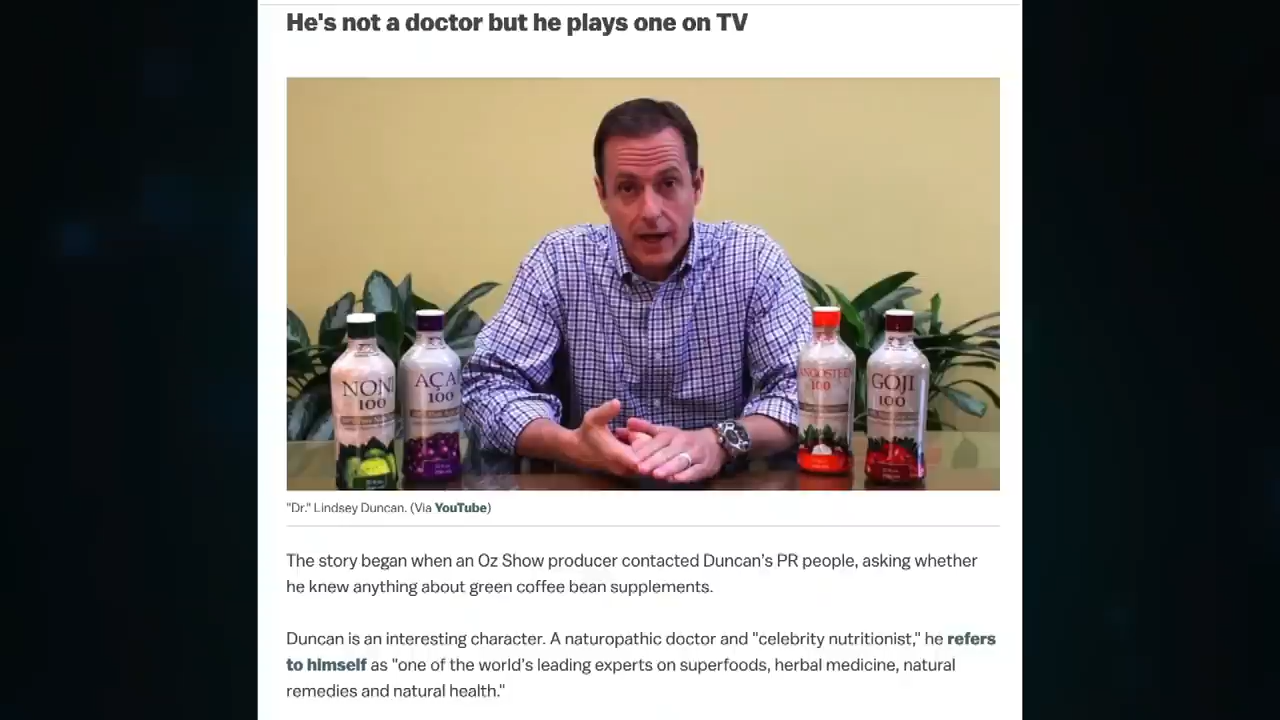 He's not a doctor but he plays one on TV
NONI
100
AÇAI
100
ANGOSTEEN
100
GOJI
100
"Dr." Lindsey Duncan. (Via YouTube)
The story began when an Oz Show producer contacted Duncan's PR people, asking whether
he knew anything about green coffee bean supplements.
Duncan is an interesting character. A naturopathic doctor and "celebrity nutritionist," he refers
to himself as "one of the world's leading experts on superfoods, herbal medicine, natural
remedies and natural health."